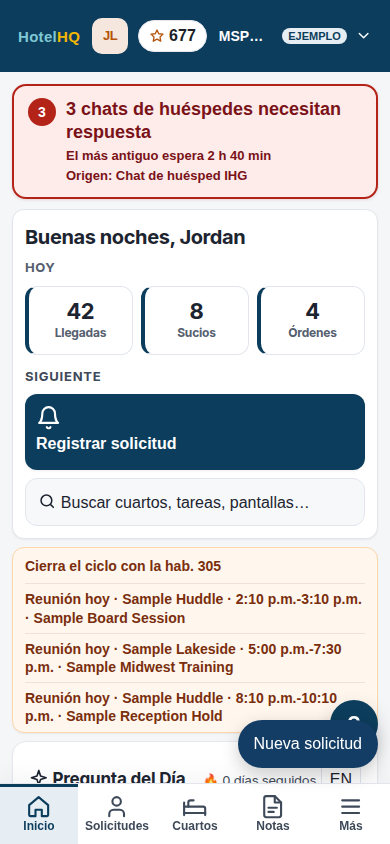 HotelHQ JL 677 MSP… EJEMPLO
3
3 chats de huéspedes necesitan
respuesta
El más antiguo espera 2 h 40 min
Origen: Chat de huésped IHG
Buenas noches, Jordan
HOY
42 8 4
Llegadas Sucios Órdenes
SIGUIENTE
Registrar solicitud
Buscar cuartos, tareas, pantallas…
Cierra el ciclo con la hab. 305
Reunión hoy · Sample Huddle · 2:10 p.m.-3:10 p.m.
· Sample Board Session
Reunión hoy · Sample Lakeside · 5:00 p.m.-7:30
p.m. · Sample Midwest Training
Reunión hoy · Sample Huddle · 8:10 p.m.-10:10
p.m. · Sample Reception Hold
Nueva solicitud
Pregunta del Día 🔥 0 días seguidos EN
Inicio Solicitudes Cuartos Notas Más